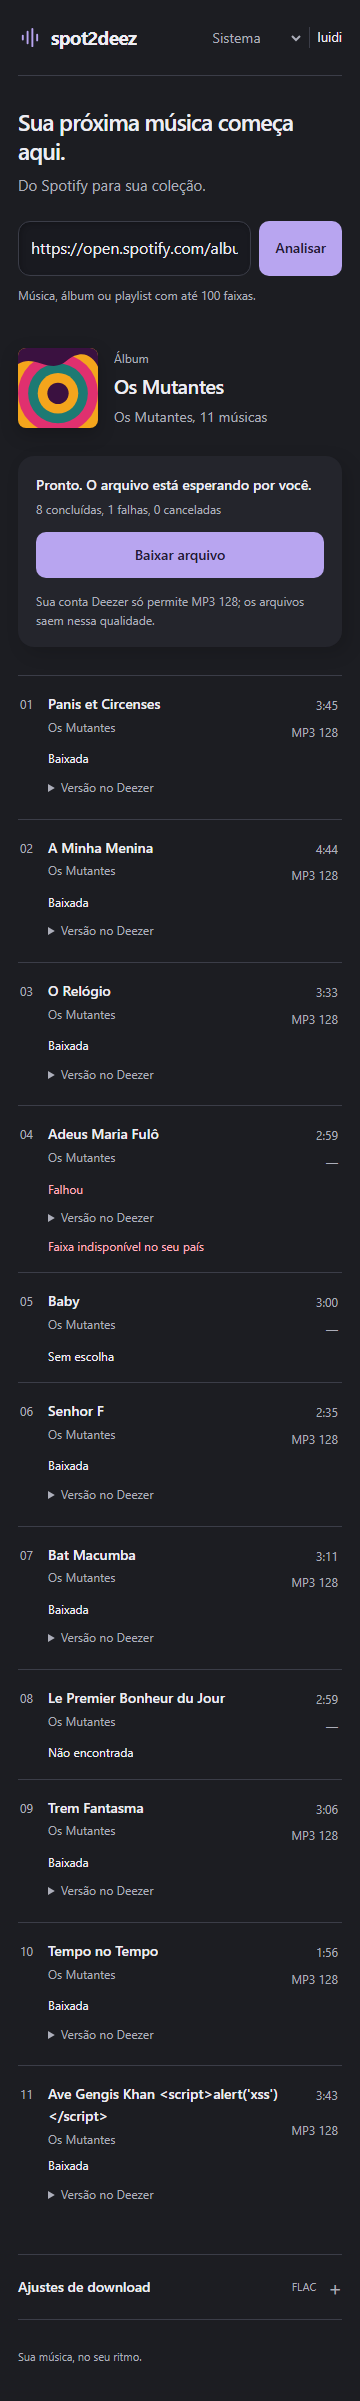 spot2deez
Sistema
luidi
Sua próxima música começa
aqui.
Do Spotify para sua coleção.
https://open.spotify.com/albu
Analisar
Música, álbum ou playlist com até 100 faixas.
Álbum
Os Mutantes
Os Mutantes, 11 músicas
Pronto. O arquivo está esperando por você.
8 concluídas, 1 falhas, 0 canceladas
Baixar arquivo
Sua conta Deezer só permite MP3 128; os arquivos
saem nessa qualidade.
01 Panis et Circenses 3:45
Os Mutantes MP3 128
Baixada
Versão no Deezer
02 A Minha Menina 4:44
Os Mutantes MP3 128
Baixada
Versão no Deezer
03 O Relógio 3:33
Os Mutantes MP3 128
Baixada
Versão no Deezer
04 Adeus Maria Fulô 2:59
Os Mutantes —
Falhou
Versão no Deezer
Faixa indisponível no seu país
05 Baby 3:00
Os Mutantes —
Sem escolha
06 Senhor F 2:35
Os Mutantes MP3 128
Baixada
Versão no Deezer
07 Bat Macumba 3:11
Os Mutantes MP3 128
Baixada
Versão no Deezer
08 Le Premier Bonheur du Jour 2:59
Os Mutantes —
Não encontrada
09 Trem Fantasma 3:06
Os Mutantes MP3 128
Baixada
Versão no Deezer
10 Tempo no Tempo 1:56
Os Mutantes MP3 128
Baixada
Versão no Deezer
11 Ave Gengis Khan <script>alert('xss') 3:43
</script> MP3 128
Os Mutantes
Baixada
Versão no Deezer
Ajustes de download FLAC +
Sua música, no seu ritmo.